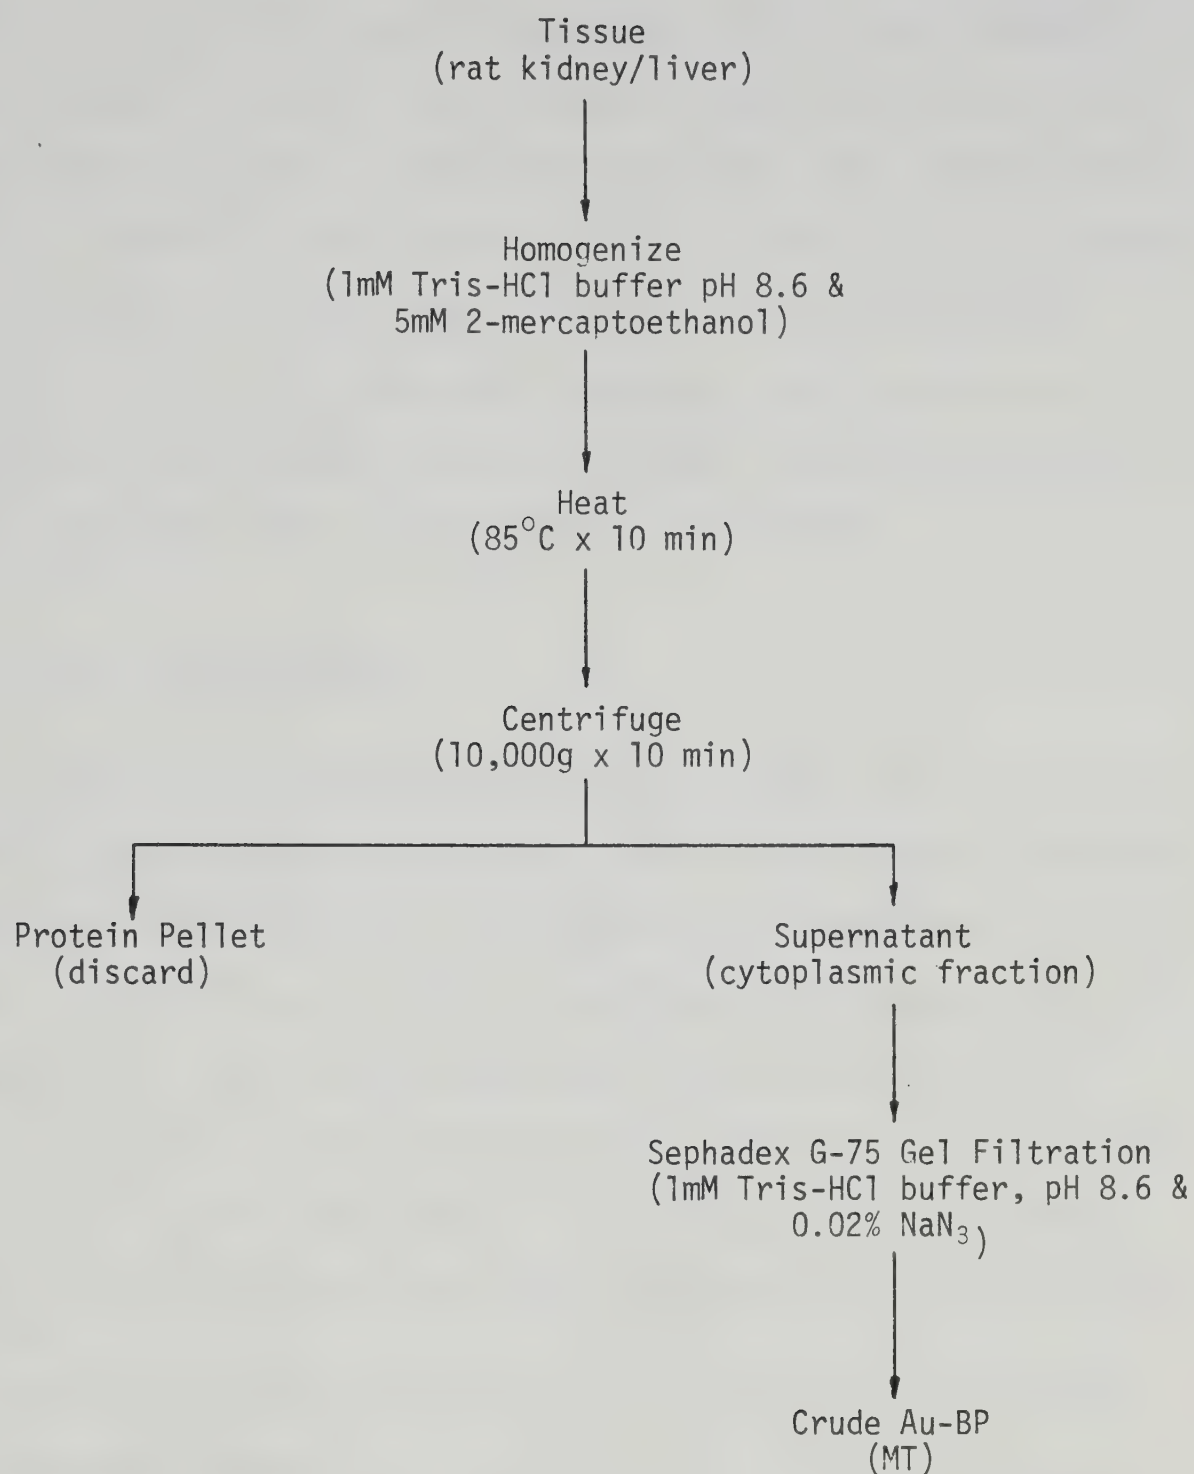 Tissue
(rat kidney/liver)
Homogenize
(1mM Tris-HCl buffer pH 8.6 &
5mM 2-mercaptoethanol)
Heat
(85°C x 10 min)
Centrifuge
(10,000g x 10 min)
Protein Pellet
(discard)
Supernatant
(cytoplasmic fraction)
Sephadex G-75 Gel Filtration
(1mM Tris-HCl buffer, pH 8.6 &
0.02% NaN₃)
Crude Au-BP
(MT)